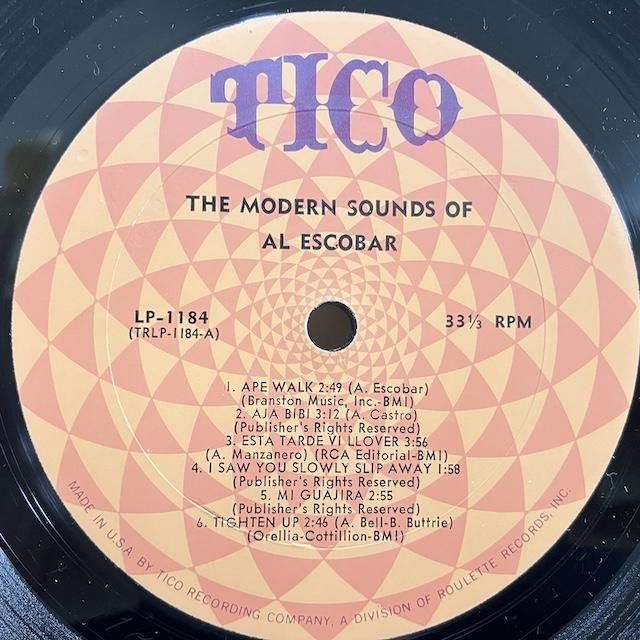 TICO
THE MODERN SOUNDS OF
AL ESCOBAR
LP-1184
(TRLP-1184-A)
33⅓ RPM
1. APE WALK 2:49 (A. Escobar)
(Branston Music, Inc.-BMI)
2. AJA BIBI 3:12 (A. Castro)
(Publisher's Rights Reserved)
3. ESTA TARDE VI LLOVER 3:56
(A. Manzanero) (RCA Editorial-BMI)
4. I SAW YOU SLOWLY SLIP AWAY 1:58
(Publisher's Rights Reserved)
5. MI GUAJIRA 2:55
(Publisher's Rights Reserved)
6. TIGHTEN UP 2:46 (A. Bell-B. Buttrie)
(Orellia-Cottillion-BMI)
MADE IN U.S.A. BY TICO RECORDING COMPANY, A DIVISION OF ROULETTE RECORDS, INC.